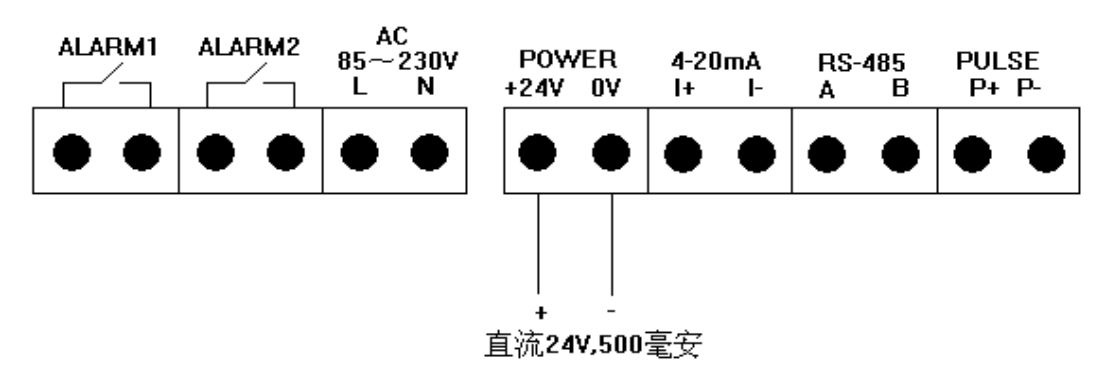 ALARM1 ALARM2 AC
85～230V
L N
POWER 4-20mA RS-485 PULSE
+24V 0V I+ I- A B P+ P-
+ -
直流24V,500毫安